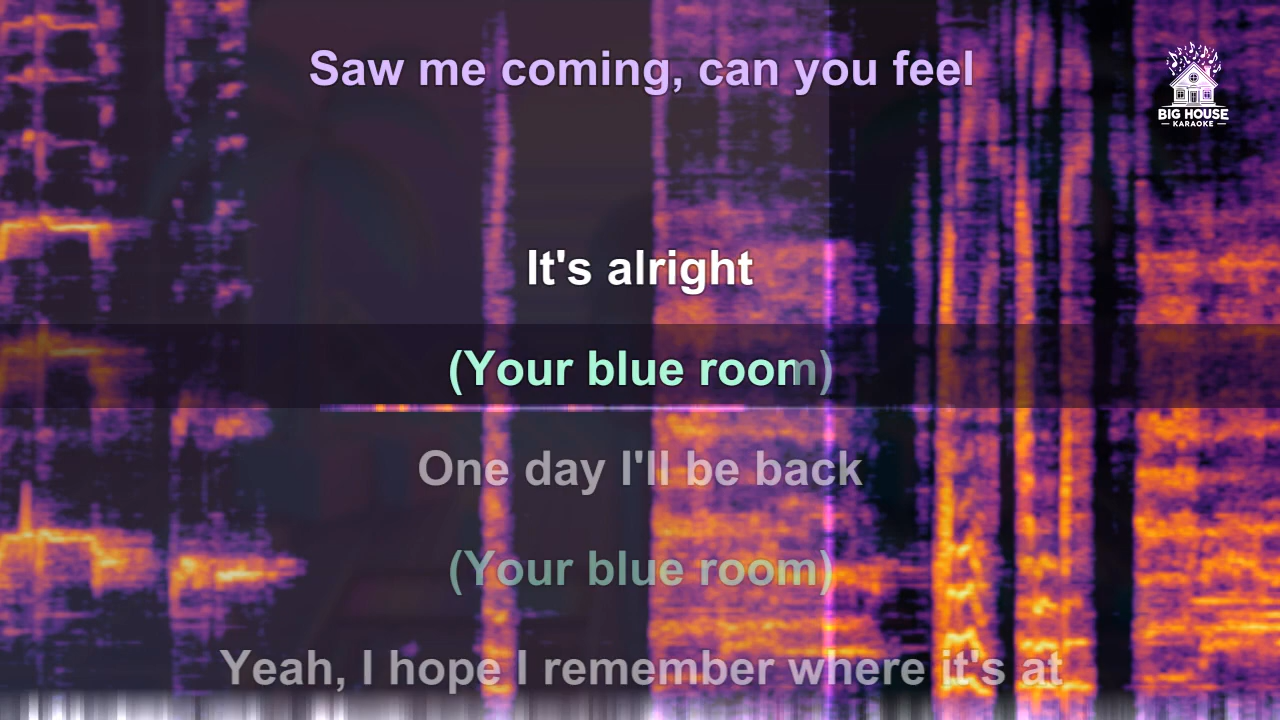 Saw me coming, can you feel
BIG HOUSE
KARAOKE
It's alright
(Your blue room)
One day I'll be back
(Your blue room)
Yeah, I hope I remember where it's at